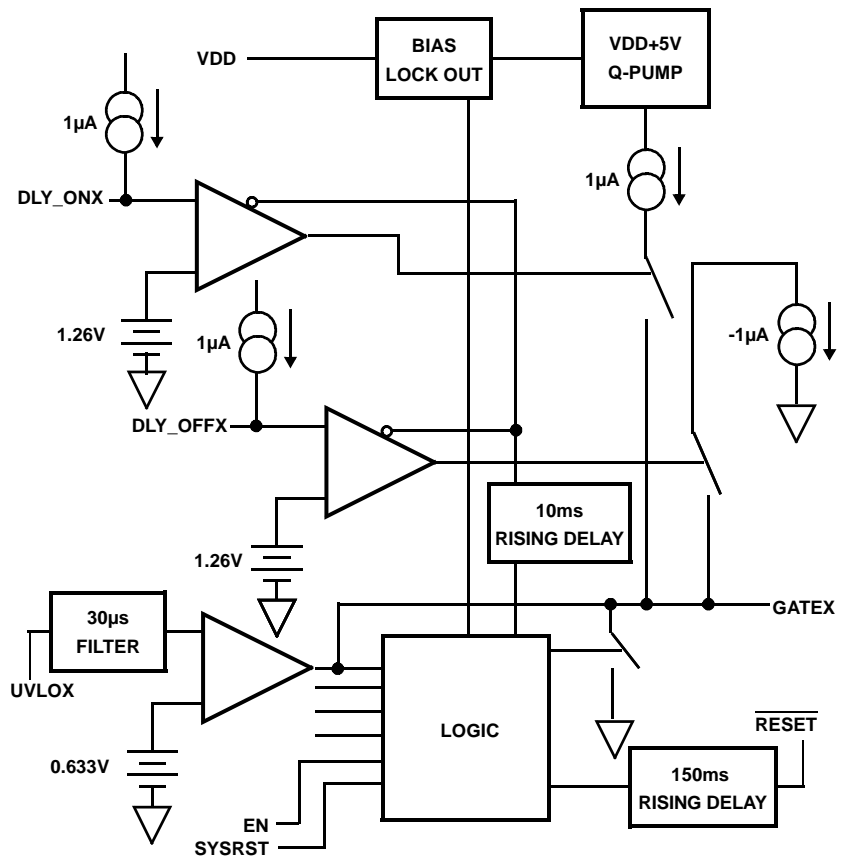 BIAS
LOCK OUT
VDD+5V
Q-PUMP
VDD
1µA
1µA
DLY_ONX
1.26V
1µA
-1µA
DLY_OFFX
10ms
RISING DELAY
1.26V
30µs
FILTER
GATEX
UVLOX
LOGIC
RESET
0.633V
150ms
RISING DELAY
EN
SYSRST